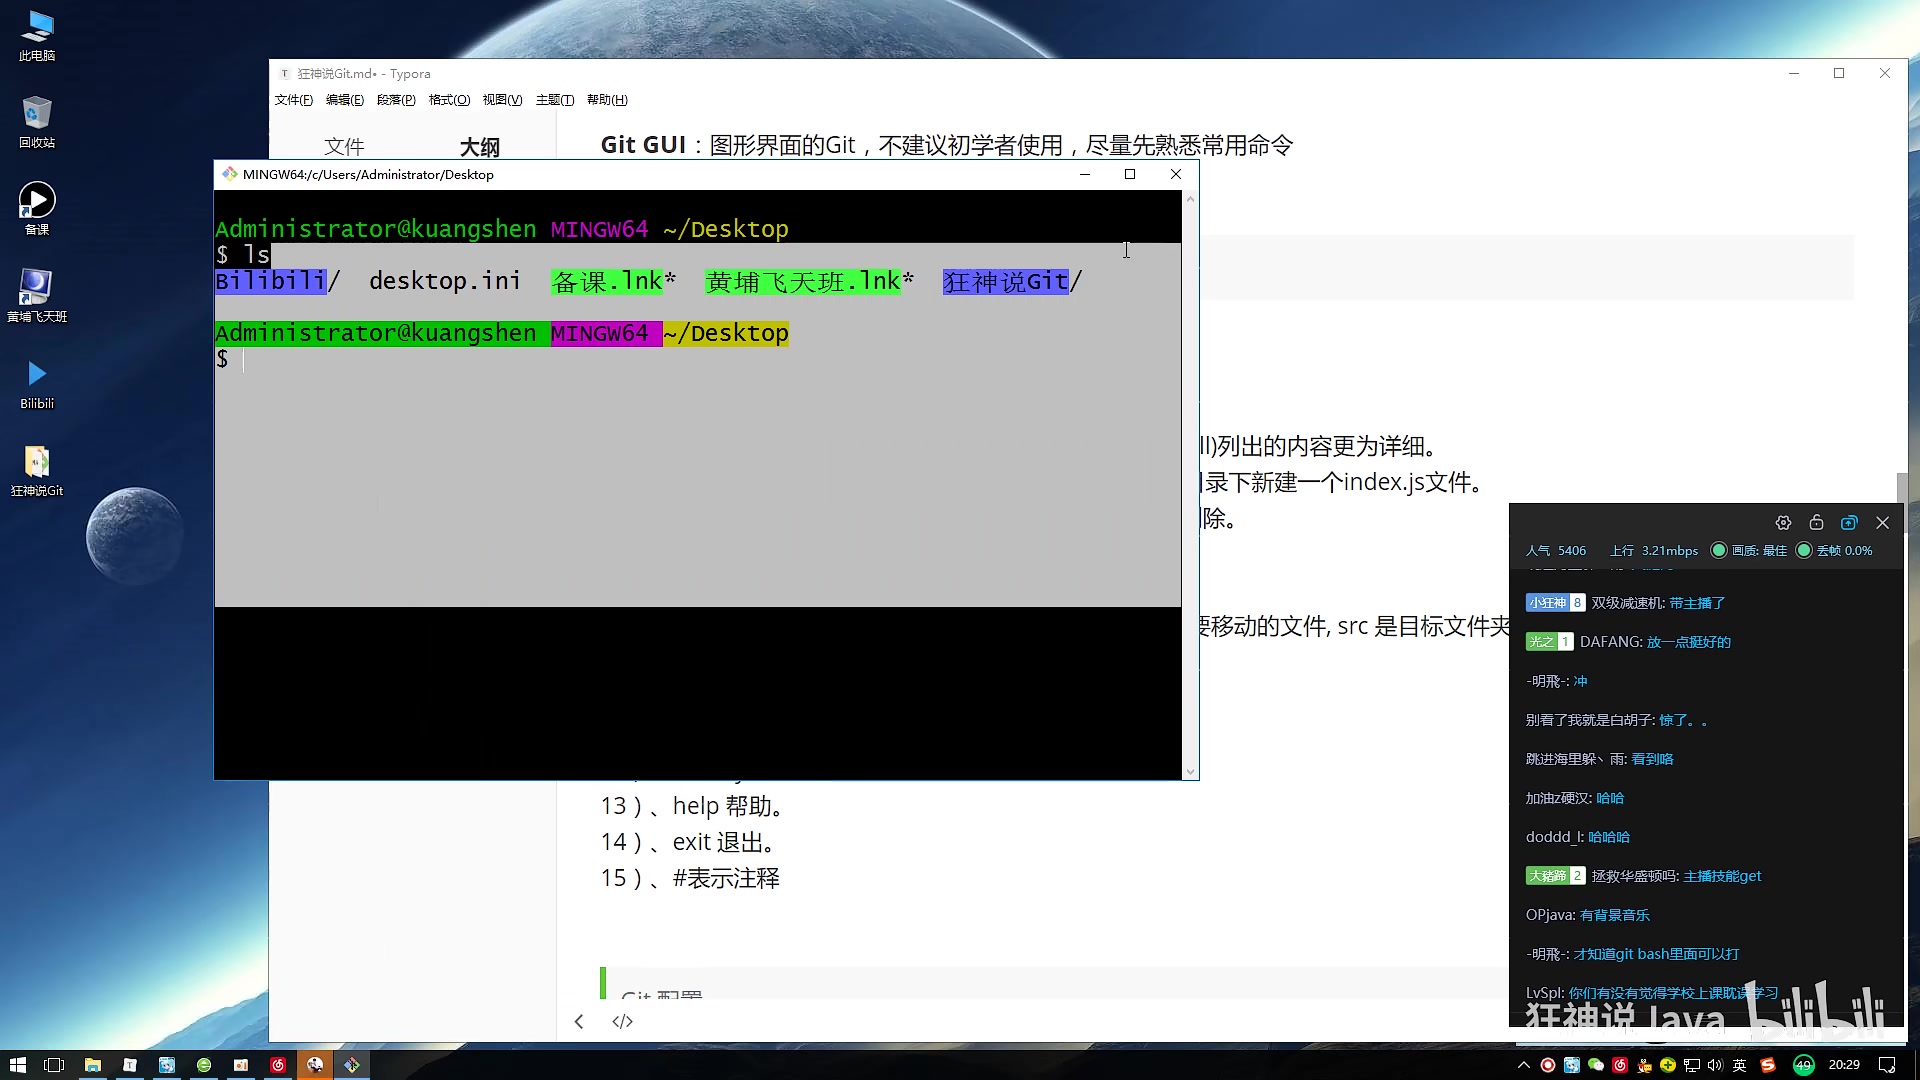 此电脑
回收站
备课
黄埔飞天班
Bilibili
狂神说Git
狂神说Git.md• - Typora
文件(F) 编辑(E) 段落(P) 格式(O) 视图(V) 主题(T) 帮助(H)
文件 大纲
Git GUI：图形界面的Git，不建议初学者使用，尽量先熟悉常用命令
MINGW64:/c/Users/Administrator/Desktop
Administrator@kuangshen MINGW64 ~/Desktop
$ ls
Bilibili/ desktop.ini 备课.lnk* 黄埔飞天班.lnk* 狂神说Git/
Administrator@kuangshen MINGW64 ~/Desktop
$
ll)列出的内容更为详细。
录下新建一个index.js文件。
除。
要移动的文件, src 是目标文件夹
13）、help 帮助。
14）、exit 退出。
15）、#表示注释
Git 配置
</>
人气 5406 上行 3.21mbps 画质: 最佳 丢帧 0.0%
小狂神 8 双级减速机: 带主播了
光之 1 DAFANG: 放一点挺好的
-明飛-: 冲
别看了我就是白胡子: 惊了。。
跳进海里躲丶雨: 看到咯
加油z硬汉: 哈哈
doddd_l: 哈哈哈
大猪蹄 2 拯救华盛顿吗: 主播技能get
OPjava: 有背景音乐
-明飛-: 才知道git bash里面可以打
LvSpl: 你们有没有觉得学校上课耽误学习
狂神说 Java bilibili
英 49 20:29